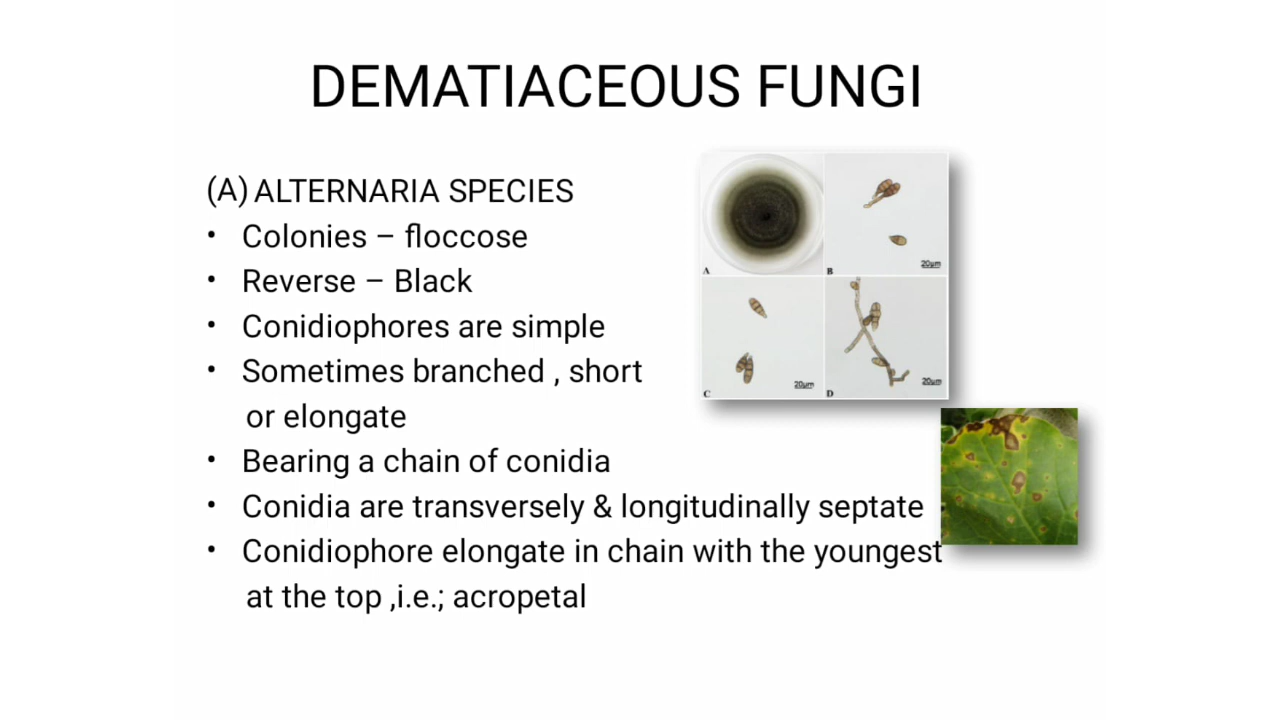 DEMATIACEOUS FUNGI
(A) ALTERNARIA SPECIES
• Colonies – floccose
• Reverse – Black
• Conidiophores are simple
• Sometimes branched , short
or elongate
• Bearing a chain of conidia
• Conidia are transversely & longitudinally septate
• Conidiophore elongate in chain with the youngest
at the top ,i.e.; acropetal
A
B
20µm
C
20µm
D
20µm